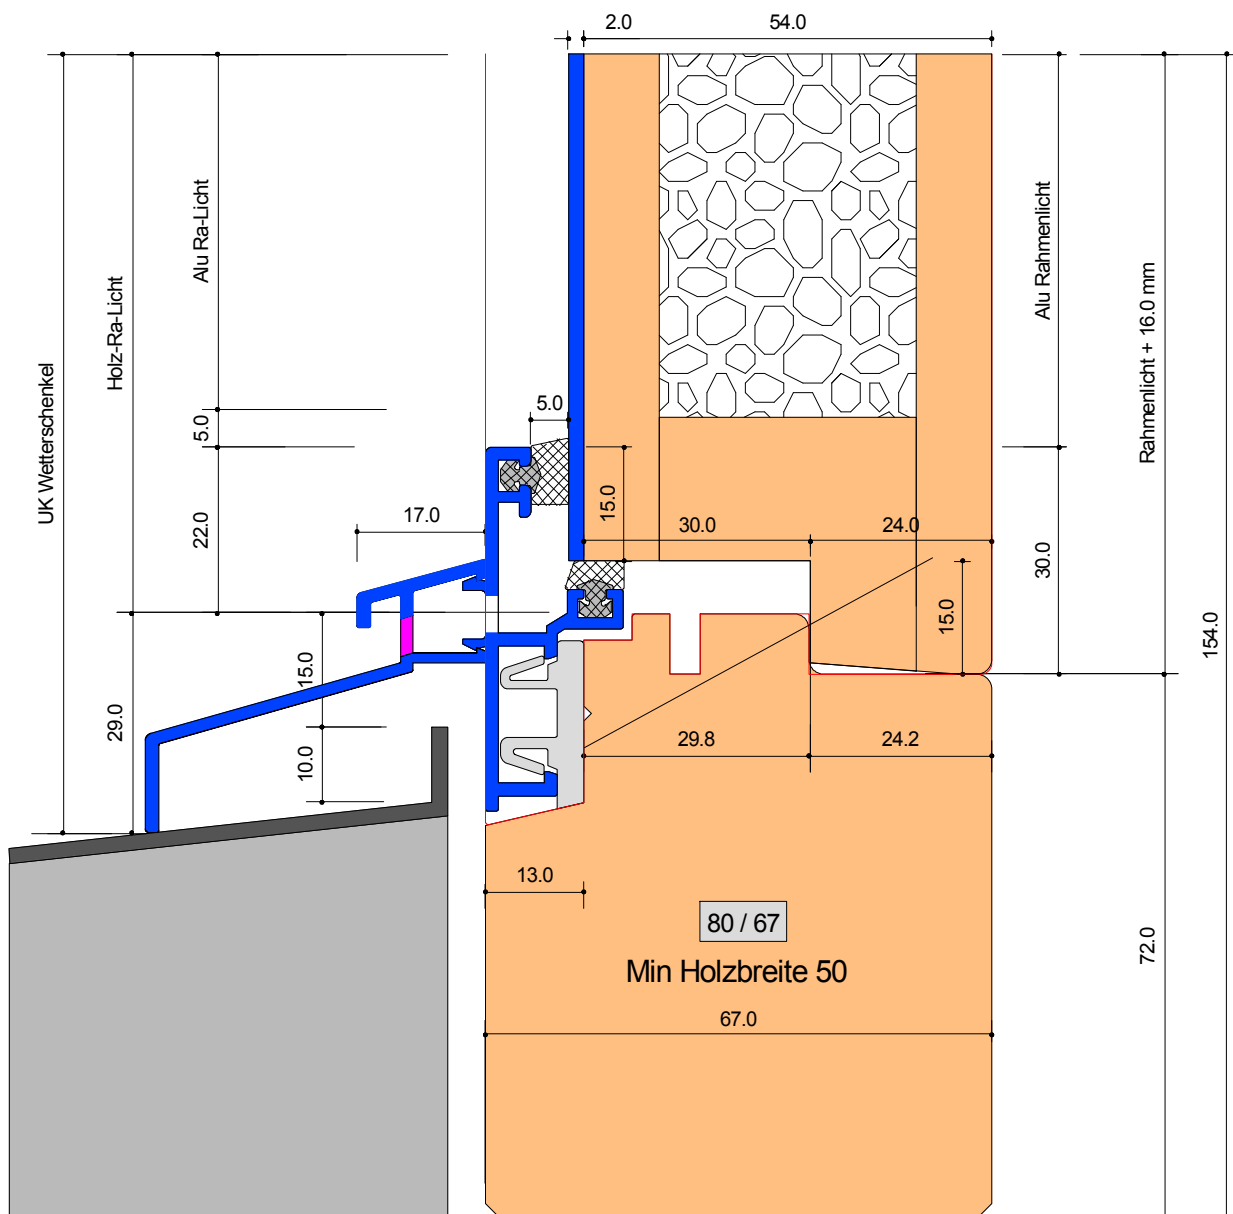 2.0
54.0
Alu Ra-Licht
Holz-Ra-Licht
UK Wetterschenkel
Alu Rahmenlicht
Rahmenlicht + 16.0 mm
5.0
5.0
22.0
17.0
15.0
30.0
24.0
30.0
15.0
154.0
15.0
29.0
10.0
29.8
24.2
13.0
80 / 67
Min Holzbreite 50
72.0
67.0